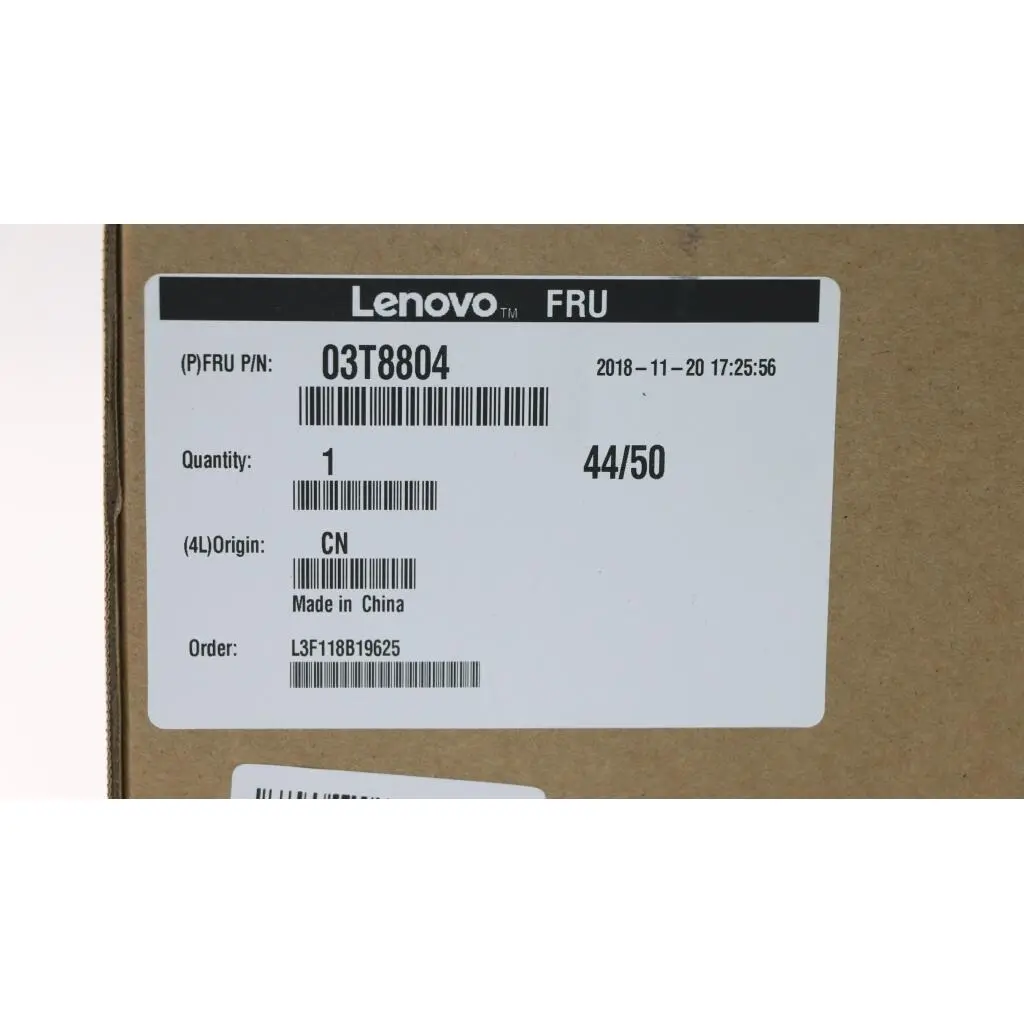 Lenovo™ FRU
(P)FRU P/N: 03T8804 2018-11-20 17:25:56
Quantity: 1 44/50
(4L)Origin: CN
Made in China
Order: L3F118B19625